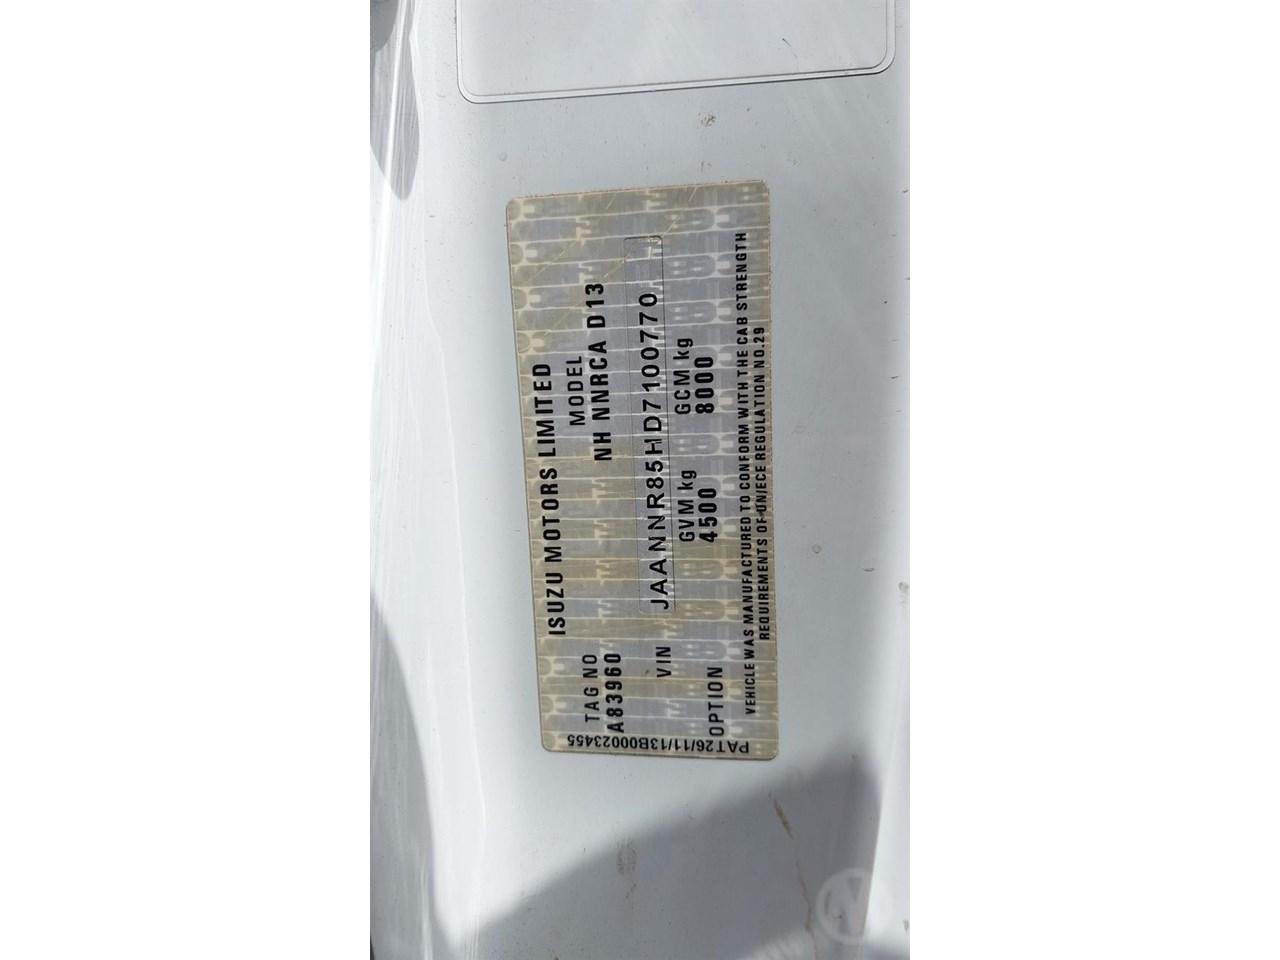 ISUZU MOTORS LIMITED
TAG NO MODEL
A83960 NH NNRCA D13
VIN JAANNR85HD7100770
GVM kg GCM kg
OPTION 4500 8000
VEHICLE WAS MANUFACTURED TO CONFORM WITH THE CAB STRENGTH
REQUIREMENTS OF UN/ECE REGULATION NO.29
PAT26/11/13B00023455